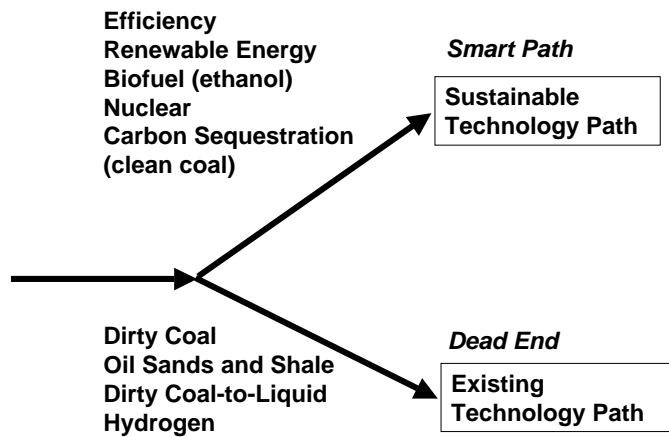 Efficiency
Renewable Energy
Biofuel (ethanol)
Nuclear
Carbon Sequestration
(clean coal)
Smart Path
Sustainable
Technology Path
Dirty Coal
Oil Sands and Shale
Dirty Coal-to-Liquid
Hydrogen
Dead End
Existing
Technology Path